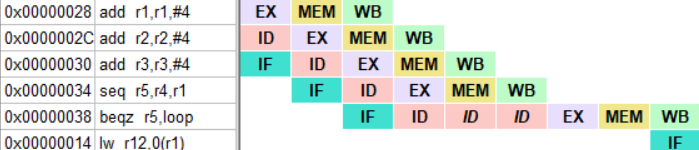 0x00000028 add r1,r1,#4 EX MEM WB
0x0000002C add r2,r2,#4 ID EX MEM WB
0x00000030 add r3,r3,#4 IF ID EX MEM WB
0x00000034 seq r5,r4,r1 IF ID EX MEM WB
0x00000038 beqz r5,loop IF ID ID ID EX MEM WB
0x00000014 lw r12,0(r1) IF